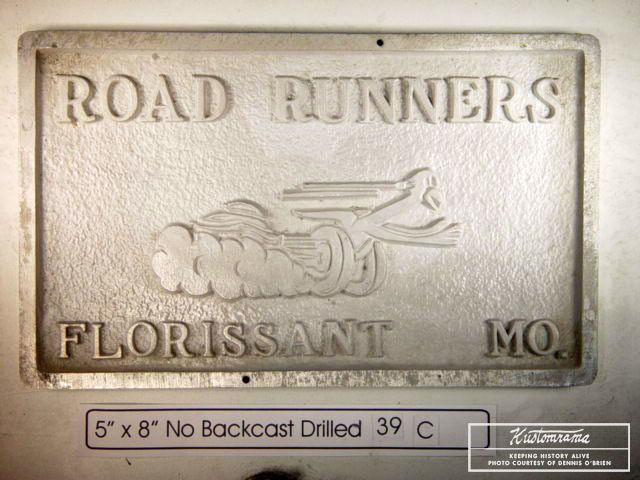 ROAD RUNNERS
FLORISSANT MO.
5" x 8" No Backcast Drilled 39 C
Kustomrama
KEEPING HISTORY ALIVE
PHOTO COURTESY OF DENNIS O'BRIEN